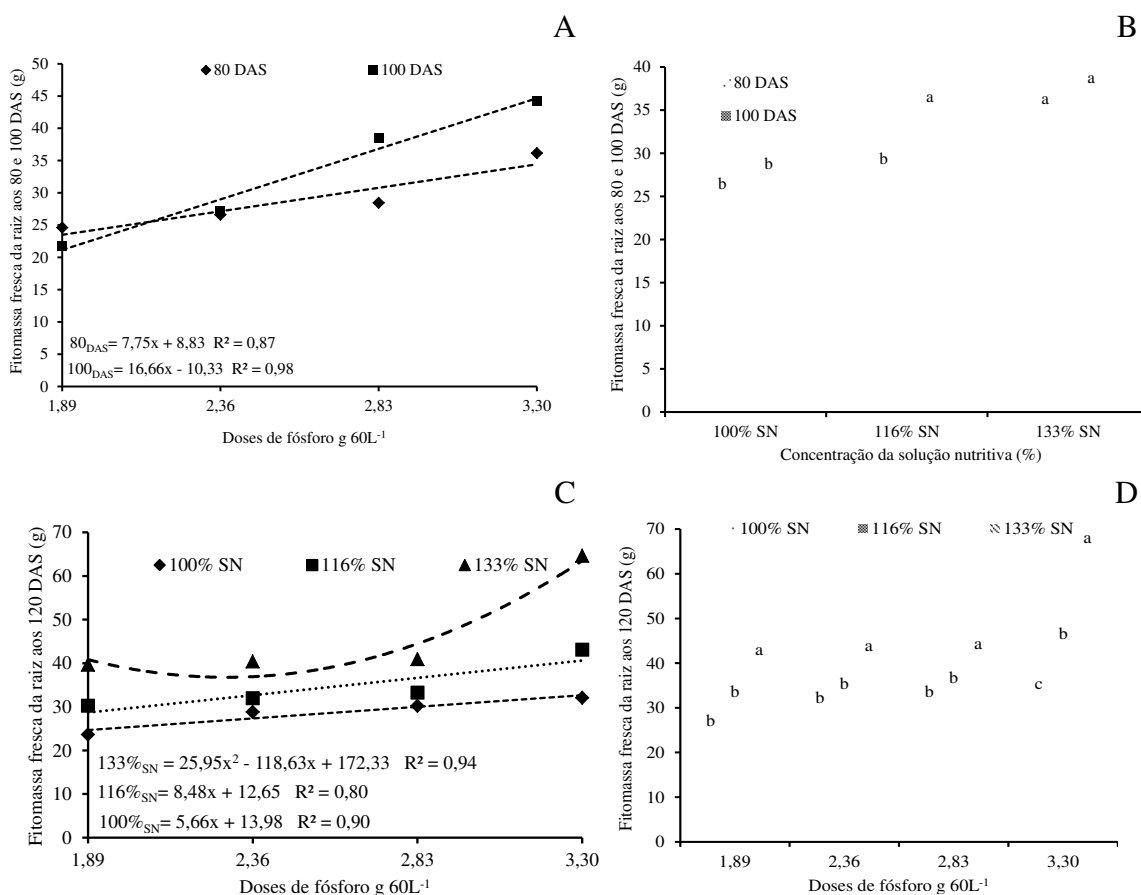 A
80 DAS 100 DAS
Fitomassa fresca da raiz aos 80 e 100 DAS (g)
50
45
40
35
30
25
20
15
10
5
0
80DAS= 7,75x + 8,83 R² = 0,87
100DAS= 16,66x - 10,33 R² = 0,98
1,89 2,36 2,83 3,30
Doses de fósforo g 60L-1
B
80 DAS
100 DAS
Fitomassa fresca da raiz aos 80 e 100 DAS (g)
40
35
30
25
20
15
10
5
0
b b b a a a
100% SN 116% SN 133% SN
Concentração da solução nutritiva (%)
C
100% SN 116% SN 133% SN
Fitomassa fresca da raiz aos 120 DAS (g)
70
60
50
40
30
20
10
0
133%SN = 25,95x2 - 118,63x + 172,33 R² = 0,94
116%SN = 8,48x + 12,65 R² = 0,80
100%SN = 5,66x + 13,98 R² = 0,90
1,89 2,36 2,83 3,30
Doses de fósforo g 60L-1
D
100% SN 116% SN 133% SN
Fitomassa fresca da raiz aos 120 DAS (g)
70
60
50
40
30
20
10
0
b b a b b a b b a c b a
1,89 2,36 2,83 3,30
Doses de fósforo g 60L-1